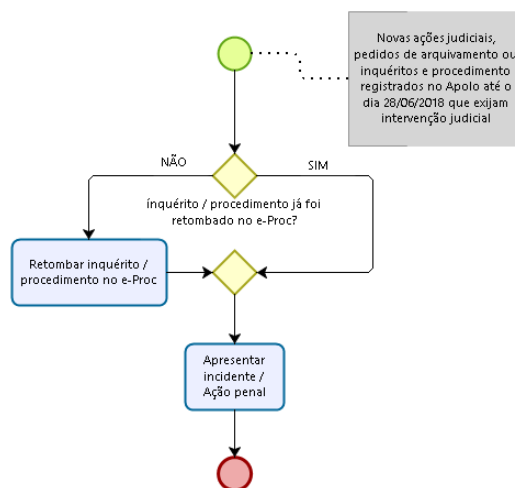 Novas ações judiciais,
pedidos de arquivamento ou
inquéritos e procedimento
registrados no Apolo até o
dia 28/06/2018 que exijam
intervenção judicial
NÃO
SIM
ínquérito / procedimento já foi
retombado no e-Proc?
Retombar inquérito /
procedimento no e-Proc
Apresentar
incidente /
Ação penal